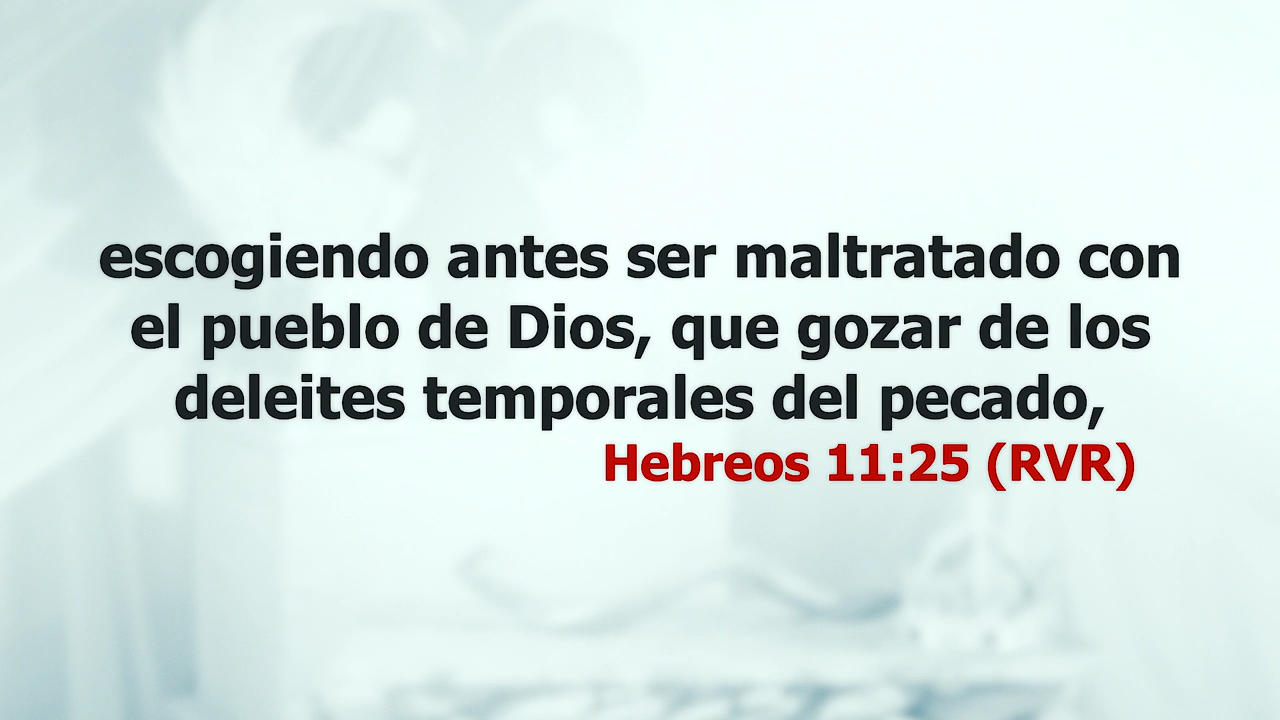 escogiendo antes ser maltratado con
el pueblo de Dios, que gozar de los
deleites temporales del pecado,
Hebreos 11:25 (RVR)